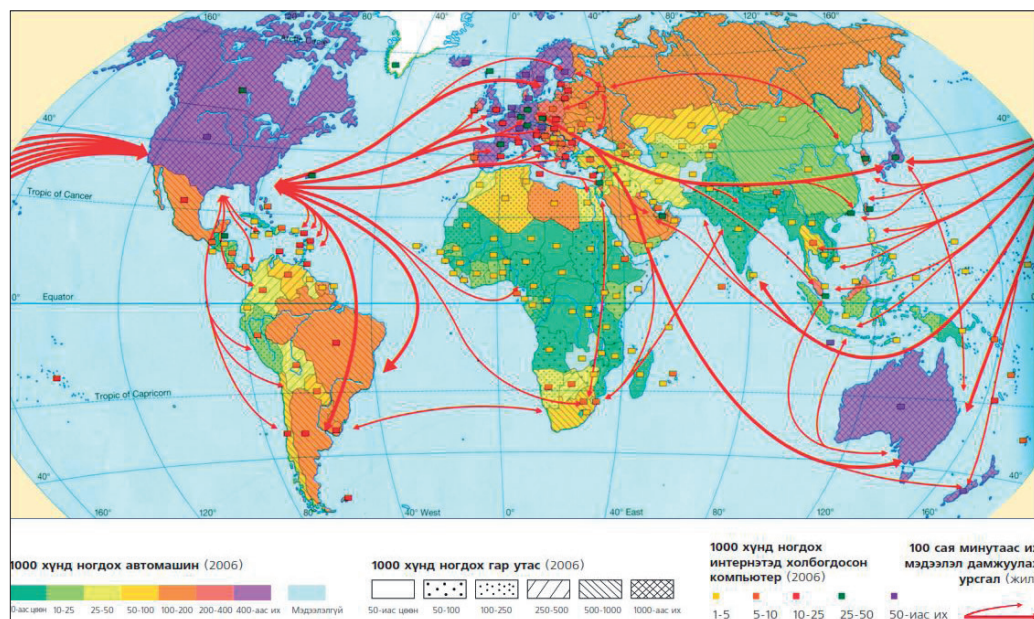 160° 120° 80° 40° 0° 40° 80° 120° 160°
40° 40°
Tropic of Cancer
0° Equator 0°
Tropic of Capricorn
40° 40°
160° 120° 80° 40° West 0° 40° East 80° 120° 160°
1000 хүнд ногдох автомашин (2006)
0-аас цөөн 10-25 25-50 50-100 100-200 200-400 400-аас их Мэдээлэлгүй
1000 хүнд ногдох гар утас (2006)
50-иас цөөн 50-100 100-250 250-500 500-1000 1000-аас их
1000 хүнд ногдох
интернэтэд холбогдсон
компьютер (2006)
1-5 5-10 10-25 25-50 50-иас их
100 сая минутаас их
мэдээлэл дамжуулах
урсгал (жил